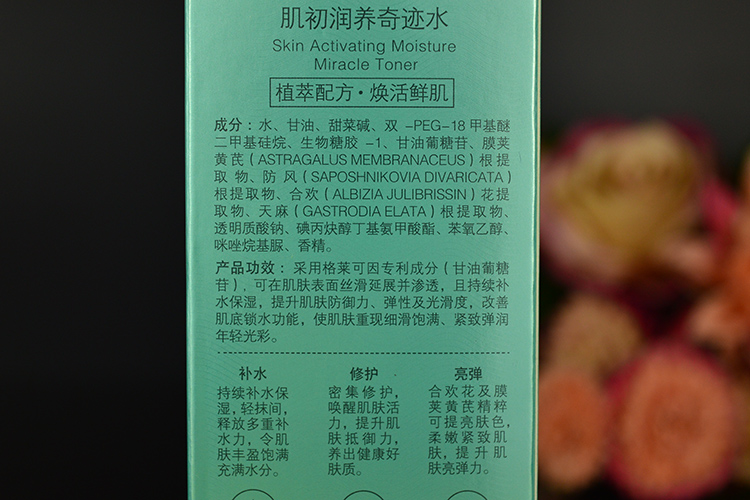 肌初润养奇迹水
Skin Activating Moisture
Miracle Toner
植萃配方·焕活鲜肌
成分：水、甘油、甜菜碱、双 -PEG-18 甲基醚
二甲基硅烷、生物糖胶 -1、甘油葡糖苷、膜荚
黄芪（ASTRAGALUS MEMBRANACEUS）根提
取物、防风（SAPOSHNIKOVIA DIVARICATA）
根提取物、合欢（ALBIZIA JULIBRISSIN）花提
取物、天麻（GASTRODIA ELATA）根提取物、
透明质酸钠、碘丙炔醇丁基氨甲酸酯、苯氧乙醇、
咪唑烷基脲、香精。
产品功效：采用格莱可因专利成分（甘油葡糖
苷），可在肌肤表面丝滑延展并渗透，且持续补
水保湿，提升肌肤防御力、弹性及光滑度，改善
肌底锁水功能，使肌肤重现细滑饱满、紧致弹润
年轻光彩。
补水
持续补水保
湿，轻抹间，
释放多重补
水力，令肌
肤丰盈饱满
充满水分。
修护
密集修护，
唤醒肌肤活
力，提升肌
肤抵御力，
养出健康好
肤质。
亮弹
合欢花及膜
荚黄芪精粹
可提亮肤色，
柔嫩紧致肌
肤，提升肌
肤亮弹力。